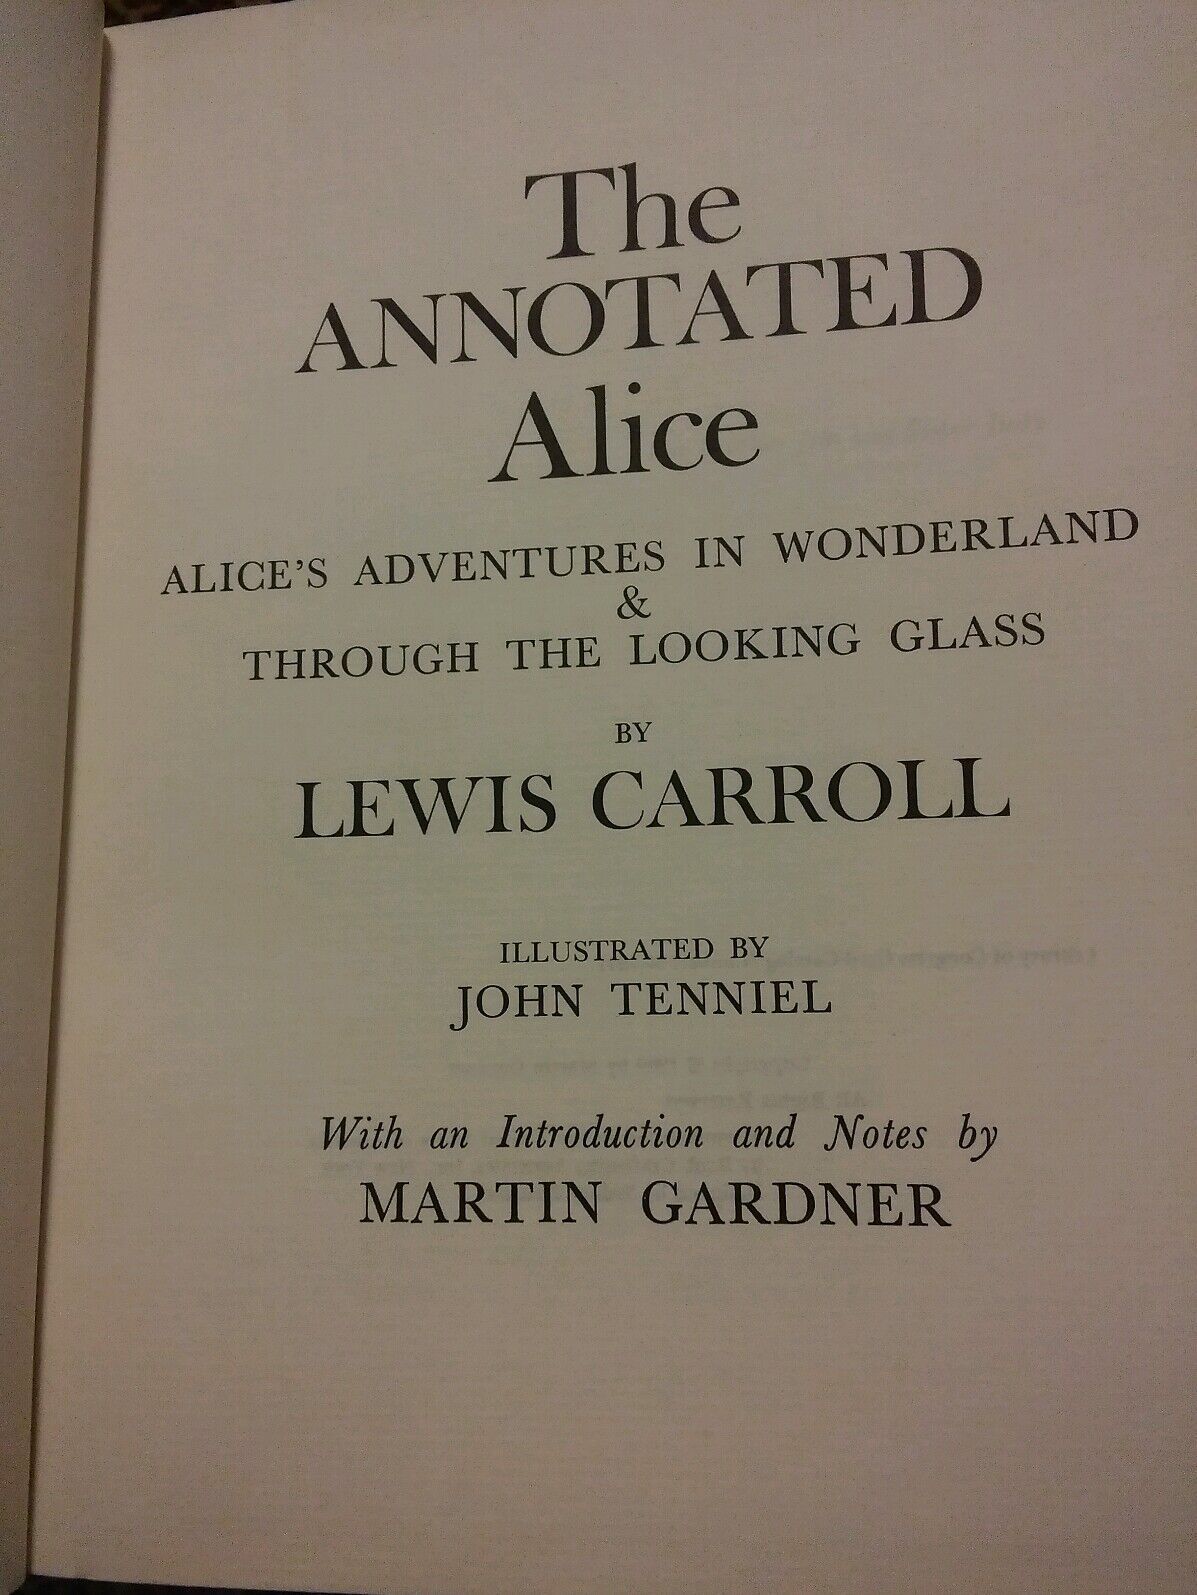 The
ANNOTATED
Alice
ALICE'S ADVENTURES IN WONDERLAND
&
THROUGH THE LOOKING GLASS
BY
LEWIS CARROLL
ILLUSTRATED BY
JOHN TENNIEL
With an Introduction and Notes by
MARTIN GARDNER